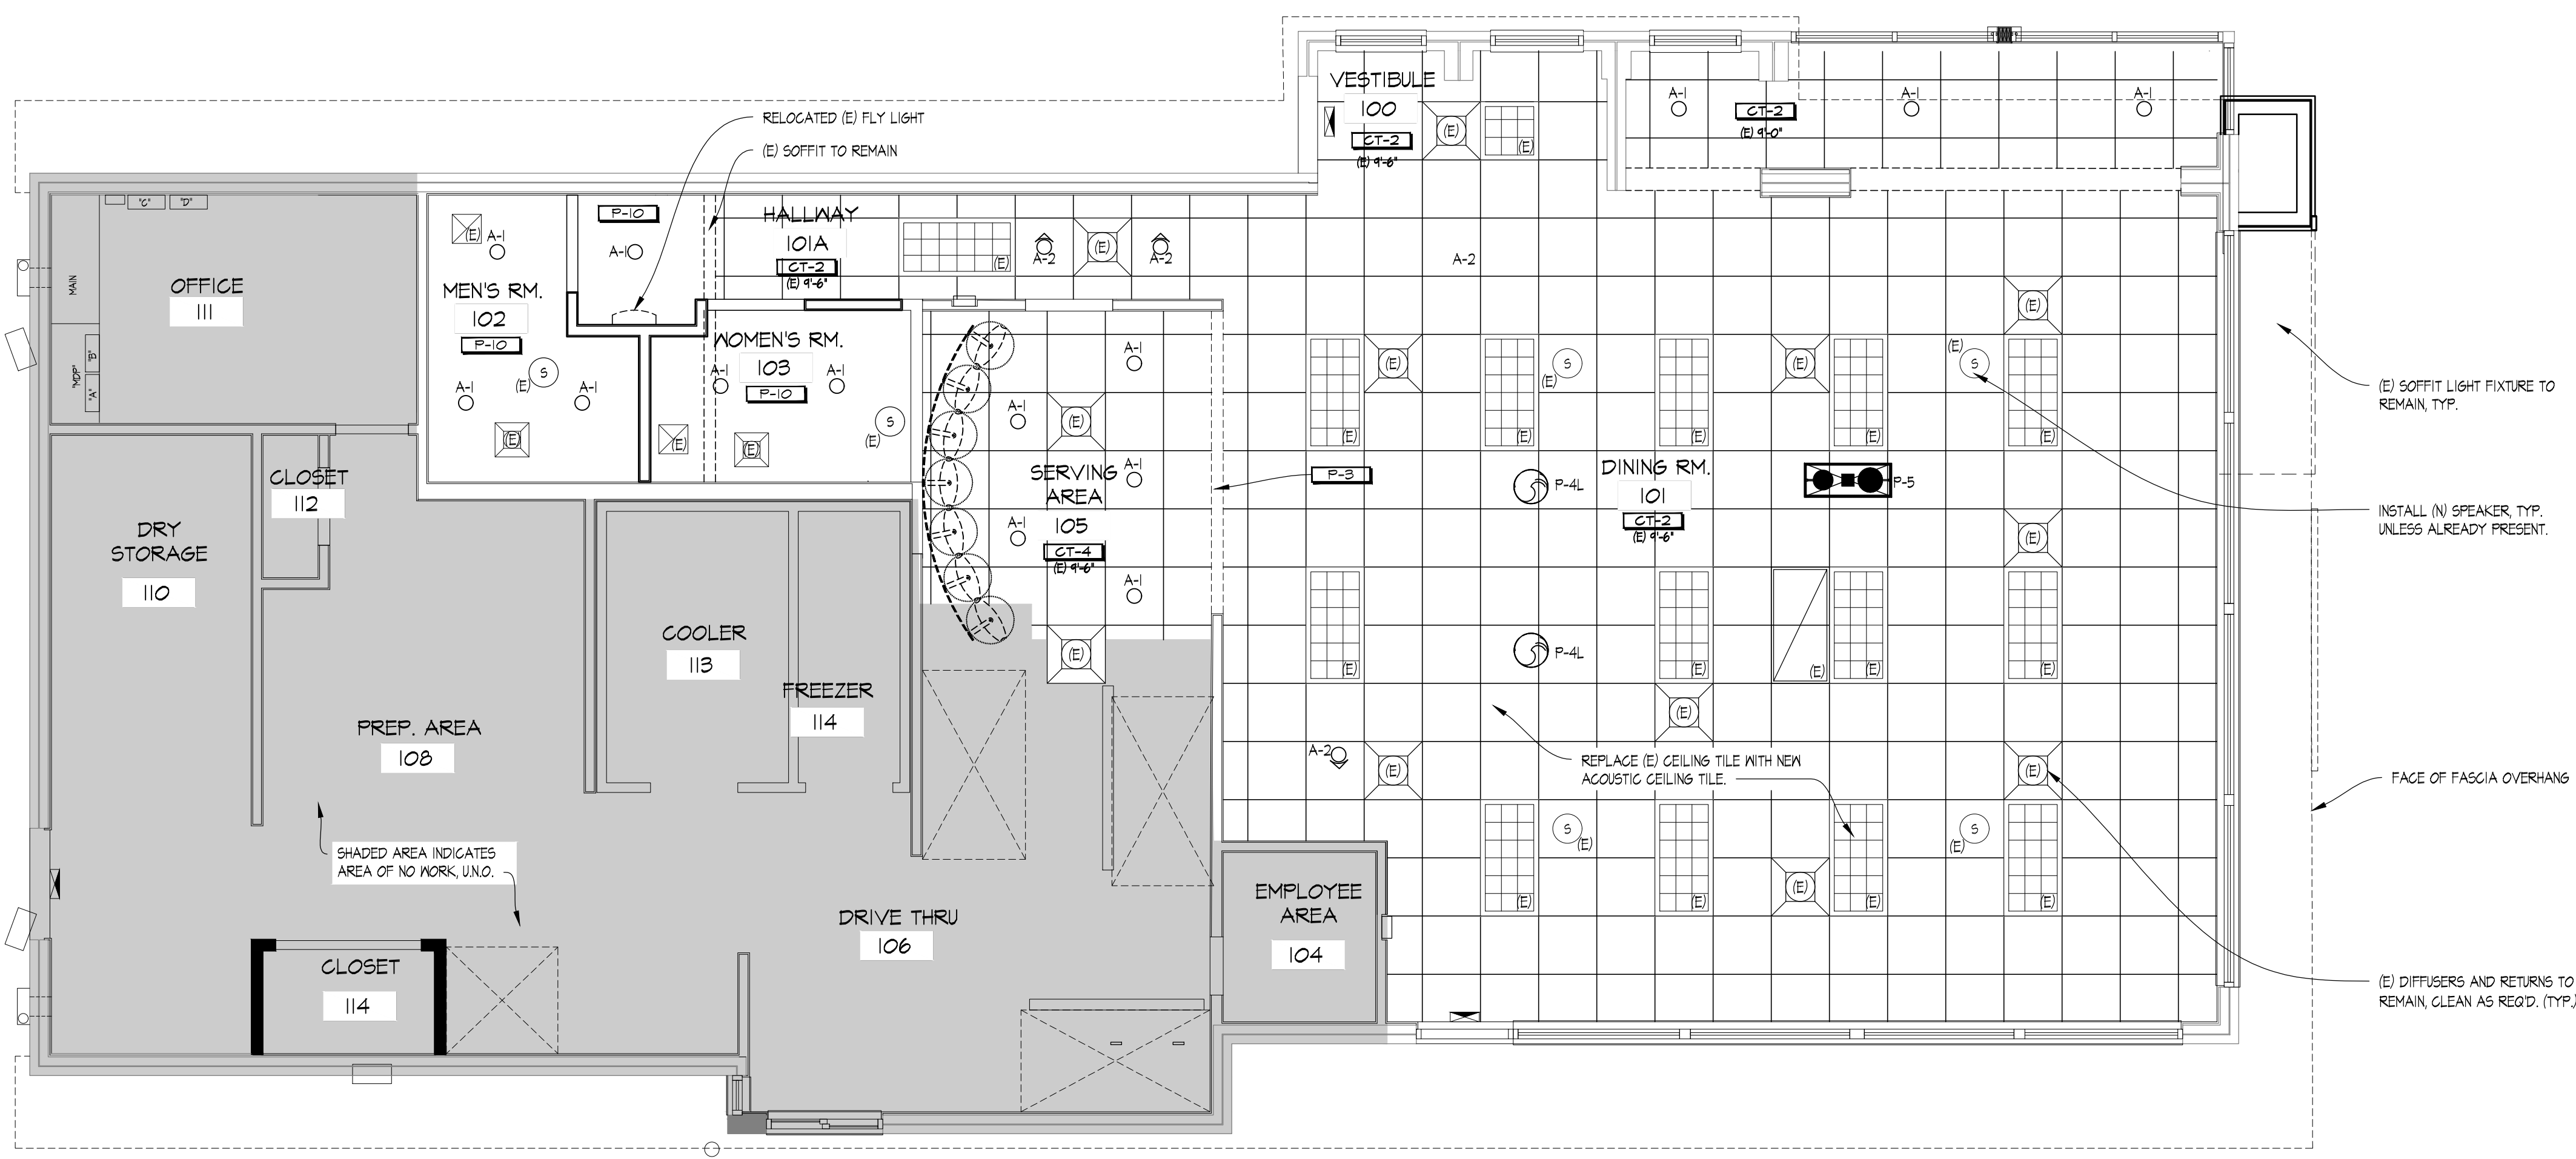 VESTIBULE
100
CT-2
(E) 9'-6"
(E)
(E)
A-1
CT-2
(E) 9'-0"
A-1
A-1
RELOCATED (E) FLY LIGHT
(E) SOFFIT TO REMAIN
"C"
"D"
MAIN
"MDP"
"B"
"A"
OFFICE
111
(E)
A-1
MEN'S RM.
102
P-10
A-1
(E)
S
A-1
(E)
P-10
A-1
HALLWAY
101A
CT-2
(E) 9'-6"
(E)
A-2
(E)
A-2
A-2
WOMEN'S RM.
103
A-1
P-10
A-1
(E)
(E)
S
(E)
A-1
A-1
(E)
SERVING
AREA
105
A-1
A-1
CT-4
(E) 9'-6"
A-1
(E)
P-3
(E)
(E)
(E)
(E)
S
(E)
(E)
(E)
(E)
(E)
S
(E)
(E)
P-4L
DINING RM.
101
CT-2
(E) 9'-6"
P-5
(E)
(E)
P-4L
(E)
(E)
(E)
(E)
(E)
A-2
(E)
REPLACE (E) CEILING TILE WITH NEW
ACOUSTIC CEILING TILE.
(E)
S
(E)
S
(E)
(E)
(E)
(E)
(E)
(E)
(E) SOFFIT LIGHT FIXTURE TO
REMAIN, TYP.
INSTALL (N) SPEAKER, TYP.
UNLESS ALREADY PRESENT.
FACE OF FASCIA OVERHANG
(E) DIFFUSERS AND RETURNS TO
REMAIN, CLEAN AS REQ'D. (TYP.)
CLOSET
112
DRY
STORAGE
110
COOLER
113
FREEZER
114
PREP. AREA
108
SHADED AREA INDICATES
AREA OF NO WORK, U.N.O.
CLOSET
114
DRIVE THRU
106
EMPLOYEE
AREA
104